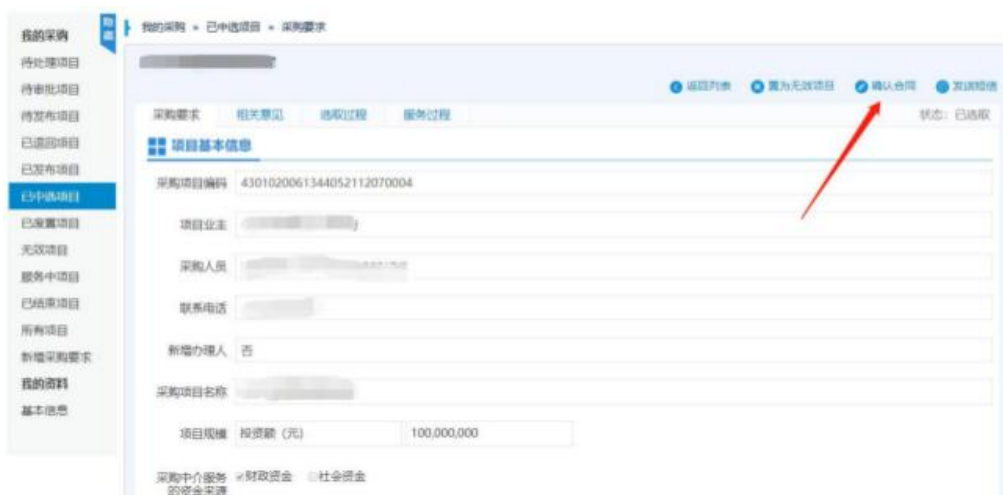 隐藏
我的采购 » 已中选项目 » 采购要求
我的采购
待处理项目
待审批项目
待发布项目
已退回项目
已发布项目
已中选项目
已废置项目
无效项目
服务中项目
已结束项目
所有项目
新增采购要求
我的资料
基本信息
返回列表 置为无效项目 确认合同 发送短信
采购要求 相关意见 选取过程 服务过程 状态：已选取
项目基本信息
采购项目编码 4301020061344052112070004
项目业主
采购人员
联系电话
新增办理人 否
采购项目名称
项目规模 投资额（元） 100,000,000
采购中介服务 财政资金 社会资金
的资金来源